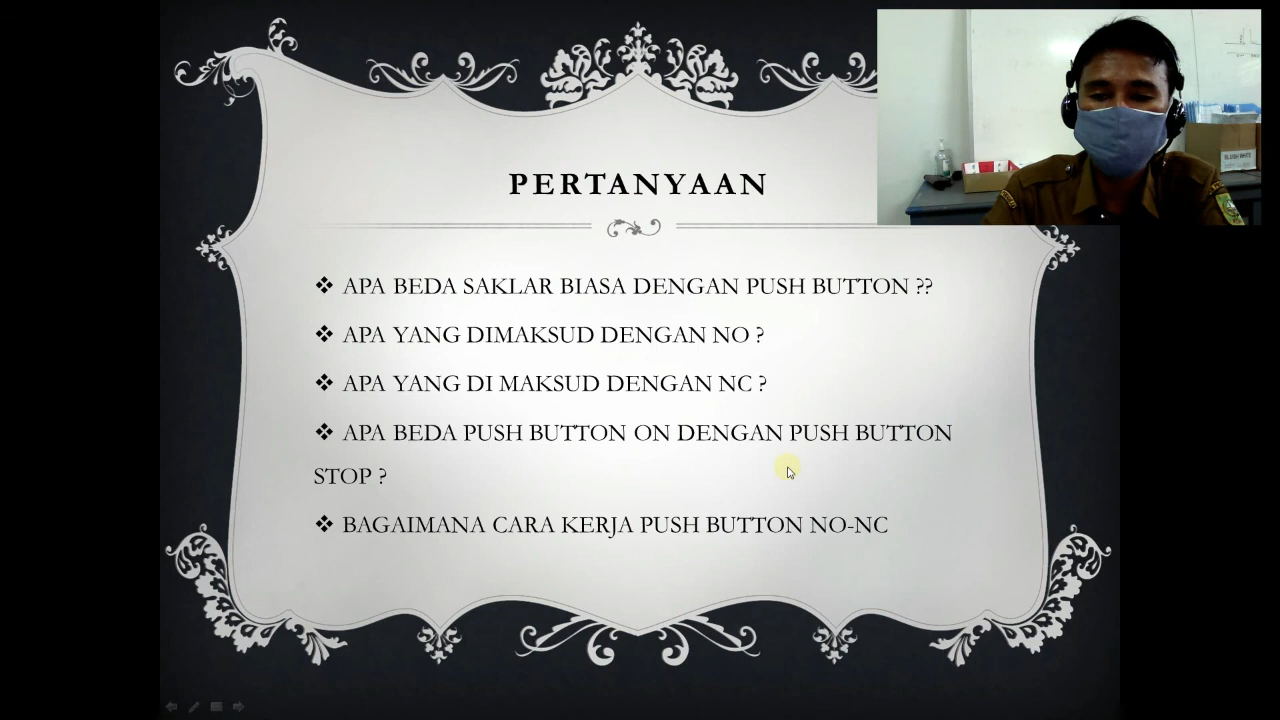 PERTANYAAN
❖ APA BEDA SAKLAR BIASA DENGAN PUSH BUTTON ??
❖ APA YANG DIMAKSUD DENGAN NO ?
❖ APA YANG DI MAKSUD DENGAN NC ?
❖ APA BEDA PUSH BUTTON ON DENGAN PUSH BUTTON
STOP ?
❖ BAGAIMANA CARA KERJA PUSH BUTTON NO-NC